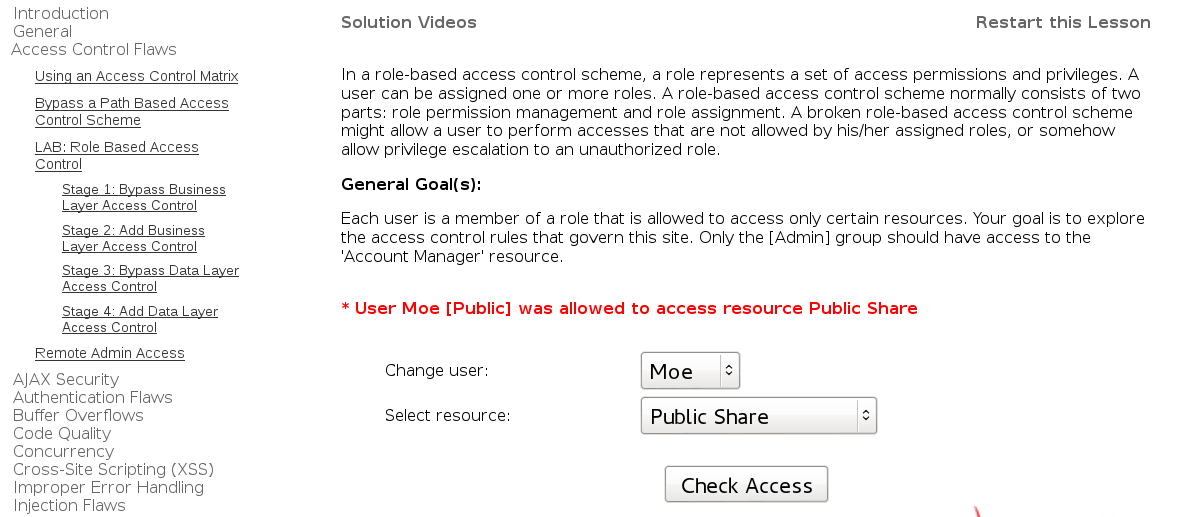 Introduction
General
Access Control Flaws
Using an Access Control Matrix
Bypass a Path Based Access
Control Scheme
LAB: Role Based Access
Control
Stage 1: Bypass Business
Layer Access Control
Stage 2: Add Business
Layer Access Control
Stage 3: Bypass Data Layer
Access Control
Stage 4: Add Data Layer
Access Control
Remote Admin Access
AJAX Security
Authentication Flaws
Buffer Overflows
Code Quality
Concurrency
Cross-Site Scripting (XSS)
Improper Error Handling
Injection Flaws
Solution Videos
Restart this Lesson
In a role-based access control scheme, a role represents a set of access permissions and privileges. A
user can be assigned one or more roles. A role-based access control scheme normally consists of two
parts: role permission management and role assignment. A broken role-based access control scheme
might allow a user to perform accesses that are not allowed by his/her assigned roles, or somehow
allow privilege escalation to an unauthorized role.
General Goal(s):
Each user is a member of a role that is allowed to access only certain resources. Your goal is to explore
the access control rules that govern this site. Only the [Admin] group should have access to the
'Account Manager' resource.
* User Moe [Public] was allowed to access resource Public Share
Change user:
Moe
Select resource:
Public Share
Check Access